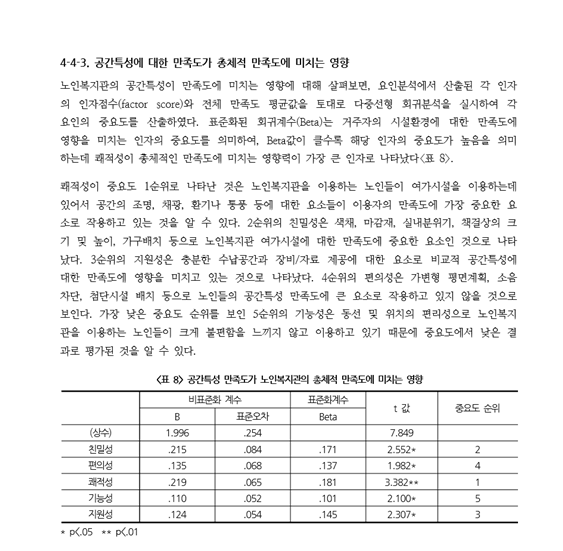 4-4-3. 공간특성에 대한 만족도가 총체적 만족도에 미치는 영향
노인복지관의 공간특성이 만족도에 미치는 영향에 대해 살펴보면, 요인분석에서 산출된 각 인자
의 인자점수(factor score)와 전체 만족도 평균값을 토대로 다중선형 회귀분석을 실시하여 각
요인의 중요도를 산출하였다. 표준화된 회귀계수(Beta)는 거주자의 시설환경에 대한 만족도에
영향을 미치는 인자의 중요도를 의미하여, Beta값이 클수록 해당 인자의 중요도가 높음을 의미
하는데 쾌적성이 총체적인 만족도에 미치는 영향력이 가장 큰 인자로 나타났다<표 8>.
쾌적성이 중요도 1순위로 나타난 것은 노인복지관을 이용하는 노인들이 여가시설을 이용하는데
있어서 공간의 조명, 채광, 환기나 통풍 등에 대한 요소들이 이용자의 만족도에 가장 중요한 요
소로 작용하고 있는 것을 알 수 있다. 2순위의 친밀성은 색채, 마감재, 실내분위기, 책걸상의 크
기 및 높이, 가구배치 등으로 노인복지관 여가시설에 대한 만족도에 중요한 요소인 것으로 나타
났다. 3순위의 지원성은 충분한 수납공간과 장비/자료 제공에 대한 요소로 비교적 공간특성에
대한 만족도에 영향을 미치고 있는 것으로 나타났다. 4순위의 편의성은 가변형 평면계획, 소음
차단, 첨단시설 배치 등으로 노인들의 공간특성 만족도에 큰 요소로 작용하고 있지 않을 것으로
보인다. 가장 낮은 중요도 순위를 보인 5순위의 기능성은 동선 및 위치의 편리성으로 노인복지
관을 이용하는 노인들이 크게 불편함을 느끼지 않고 이용하고 있기 때문에 중요도에서 낮은 결
과로 평가된 것을 알 수 있다.
<표 8> 공간특성 만족도가 노인복지관의 총체적 만족도에 미치는 영향
비표준화 계수 표준화계수 t 값 중요도 순위
B 표준오차 Beta
(상수) 1.996 .254 7.849
친밀성 .215 .084 .171 2.552* 2
편의성 .135 .068 .137 1.982* 4
쾌적성 .219 .065 .181 3.382** 1
기능성 .110 .052 .101 2.100* 5
지원성 .124 .054 .145 2.307* 3
* p<.05 ** p<.01